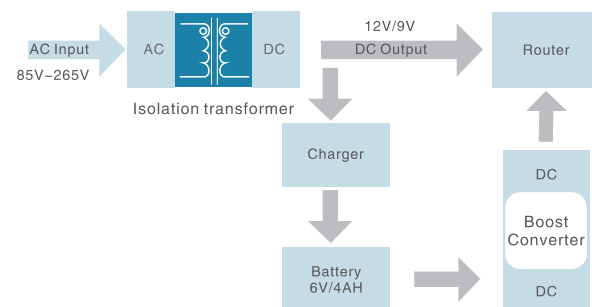 12V/9V
AC Input
AC
DC
DC Output
Router
85V–265V
Isolation transformer
Charger
DC
Boost
Converter
Battery
6V/4AH
DC